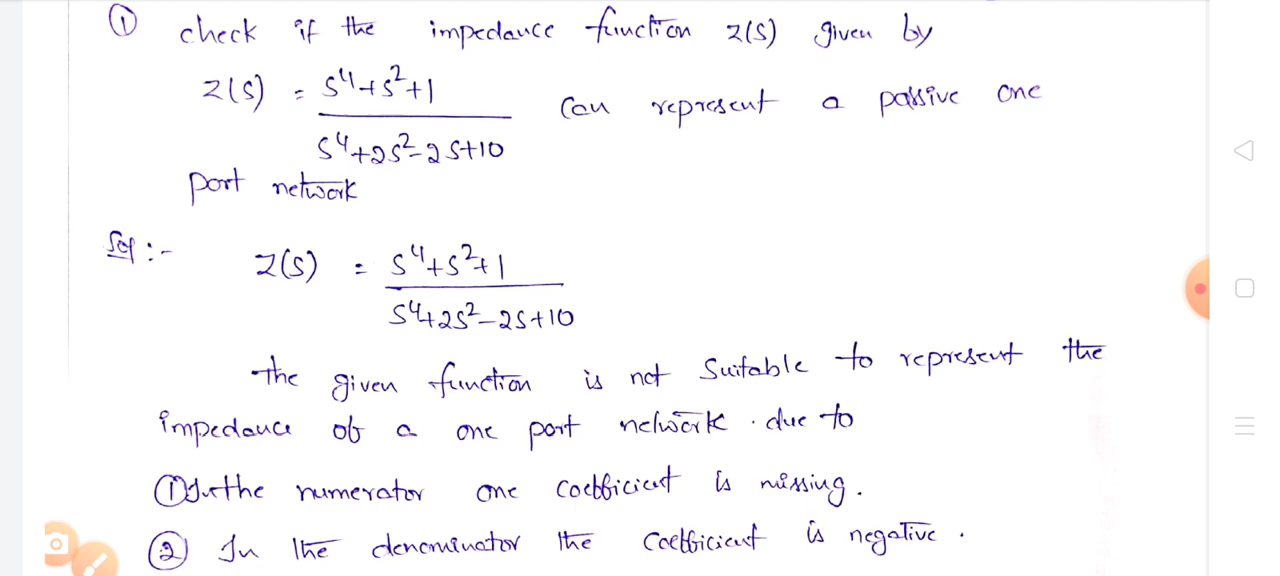 ① check if the impedance function Z(S) given by
Z(S) = S⁴+S²+1 / S⁴+2S²-2S+10 can represent a passive one
port network
Sol :-
Z(S) = S⁴+S²+1 / S⁴+2S²-2S+10
the given function is not suitable to represent the
impedance of a one port network. due to
① In the numerator one coefficient is missing.
② In the denominator the coefficient is negative.